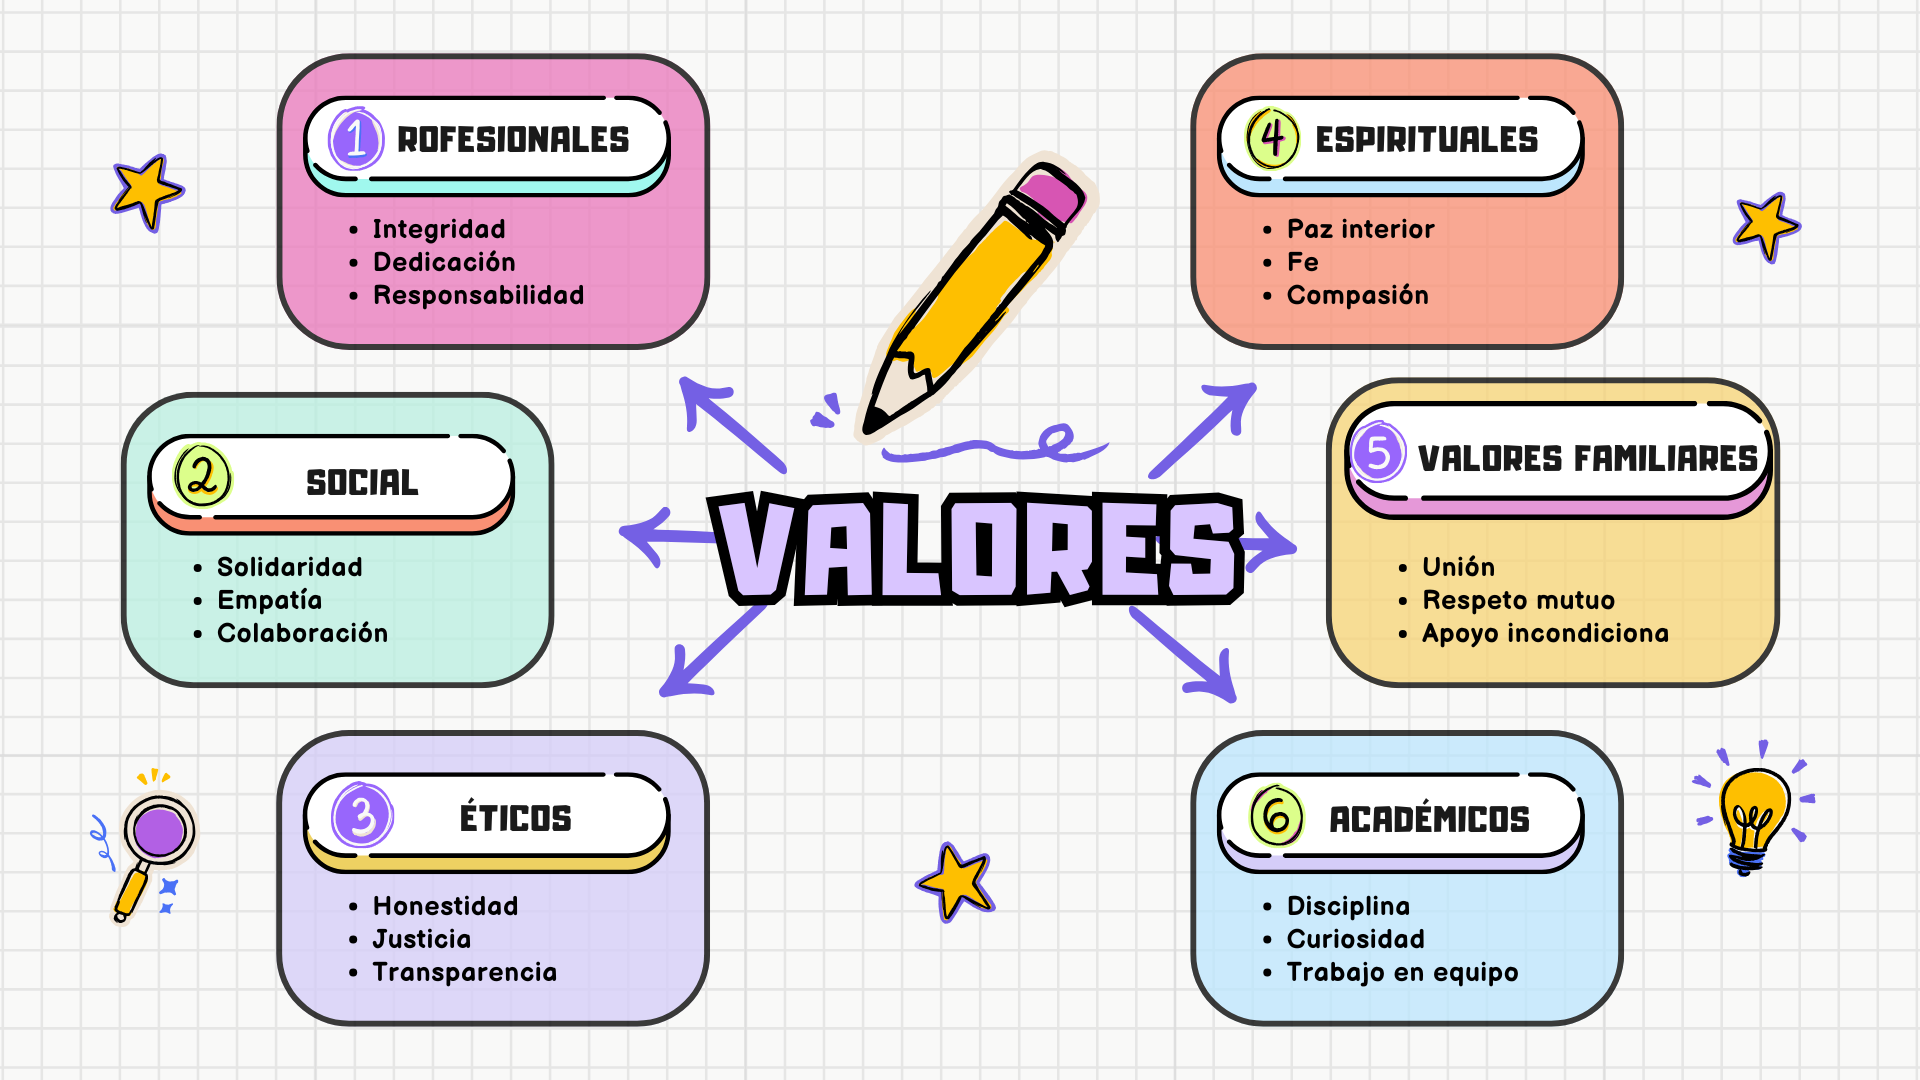 1 ROFESIONALES
• Integridad
• Dedicación
• Responsabilidad
2 SOCIAL
• Solidaridad
• Empatía
• Colaboración
3 ÉTICOS
• Honestidad
• Justicia
• Transparencia
VALORES
4 ESPIRITUALES
• Paz interior
• Fe
• Compasión
5 VALORES FAMILIARES
• Unión
• Respeto mutuo
• Apoyo incondiciona
6 ACADÉMICOS
• Disciplina
• Curiosidad
• Trabajo en equipo